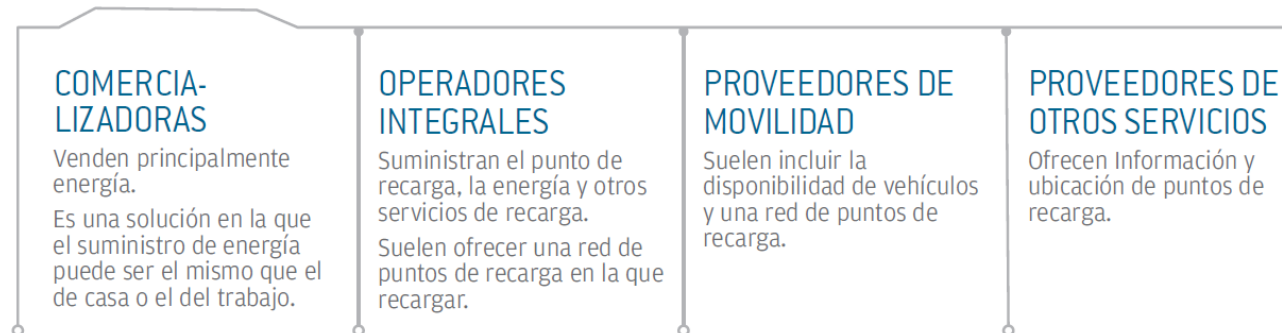 COMERCIA-
LIZADORAS
Venden principalmente
energía.
Es una solución en la que
el suministro de energía
puede ser el mismo que el
de casa o el del trabajo.
OPERADORES
INTEGRALES
Suministran el punto de
recarga, la energía y otros
servicios de recarga.
Suelen ofrecer una red de
puntos de recarga en la que
recargar.
PROVEEDORES DE
MOVILIDAD
Suelen incluir la
disponibilidad de vehículos
y una red de puntos de
recarga.
PROVEEDORES DE
OTROS SERVICIOS
Ofrecen Información y
ubicación de puntos de
recarga.